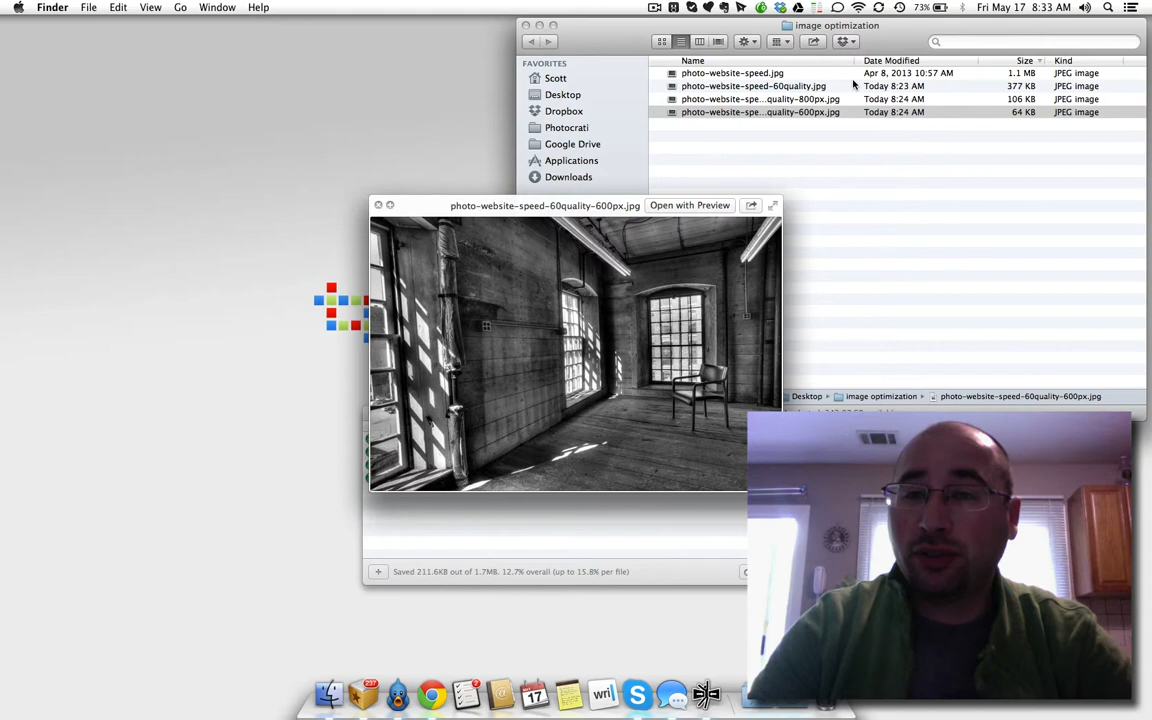 Finder File Edit View Go Window Help 73% Fri May 17 8:33 AM
image optimization
FAVORITES
Scott
Desktop
Dropbox
Photocrati
Google Drive
Applications
Downloads
Name Date Modified Size Kind
photo-website-speed.jpg Apr 8, 2013 10:57 AM 1.1 MB JPEG image
photo-website-speed-60quality.jpg Today 8:23 AM 377 KB JPEG image
photo-website-spe...quality-800px.jpg Today 8:24 AM 106 KB JPEG image
photo-website-spe...quality-600px.jpg Today 8:24 AM 64 KB JPEG image
photo-website-speed-60quality-600px.jpg Open with Preview
Desktop image optimization photo-website-speed-60quality-600px.jpg
Saved 211.6KB out of 1.7MB. 12.7% overall (up to 15.8% per file)
237 2 17 wri